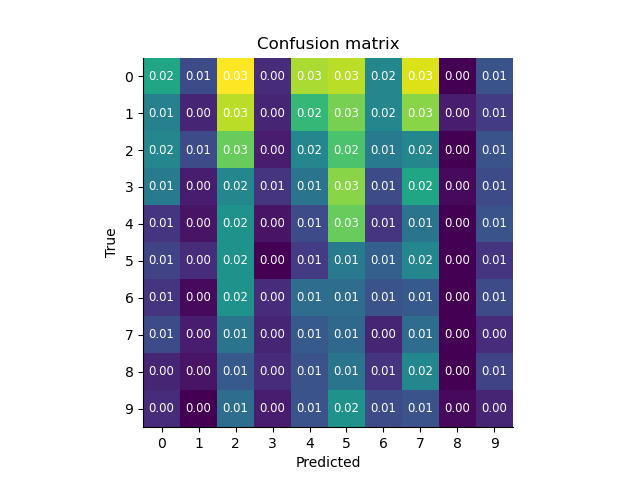 Confusion matrix
0 0.02 0.01 0.03 0.00 0.03 0.03 0.02 0.03 0.00 0.01
1 0.01 0.00 0.03 0.00 0.02 0.03 0.02 0.03 0.00 0.01
2 0.02 0.01 0.03 0.00 0.02 0.02 0.01 0.02 0.00 0.01
3 0.01 0.00 0.02 0.01 0.01 0.03 0.01 0.02 0.00 0.01
4 0.01 0.00 0.02 0.00 0.01 0.03 0.01 0.01 0.00 0.01
5 0.01 0.00 0.02 0.00 0.01 0.01 0.01 0.02 0.00 0.01
6 0.01 0.00 0.02 0.00 0.01 0.01 0.01 0.01 0.00 0.01
7 0.01 0.00 0.01 0.00 0.01 0.01 0.00 0.01 0.00 0.00
8 0.00 0.00 0.01 0.00 0.01 0.01 0.01 0.02 0.00 0.01
9 0.00 0.00 0.01 0.00 0.01 0.02 0.01 0.01 0.00 0.00
True
0 1 2 3 4 5 6 7 8 9
Predicted